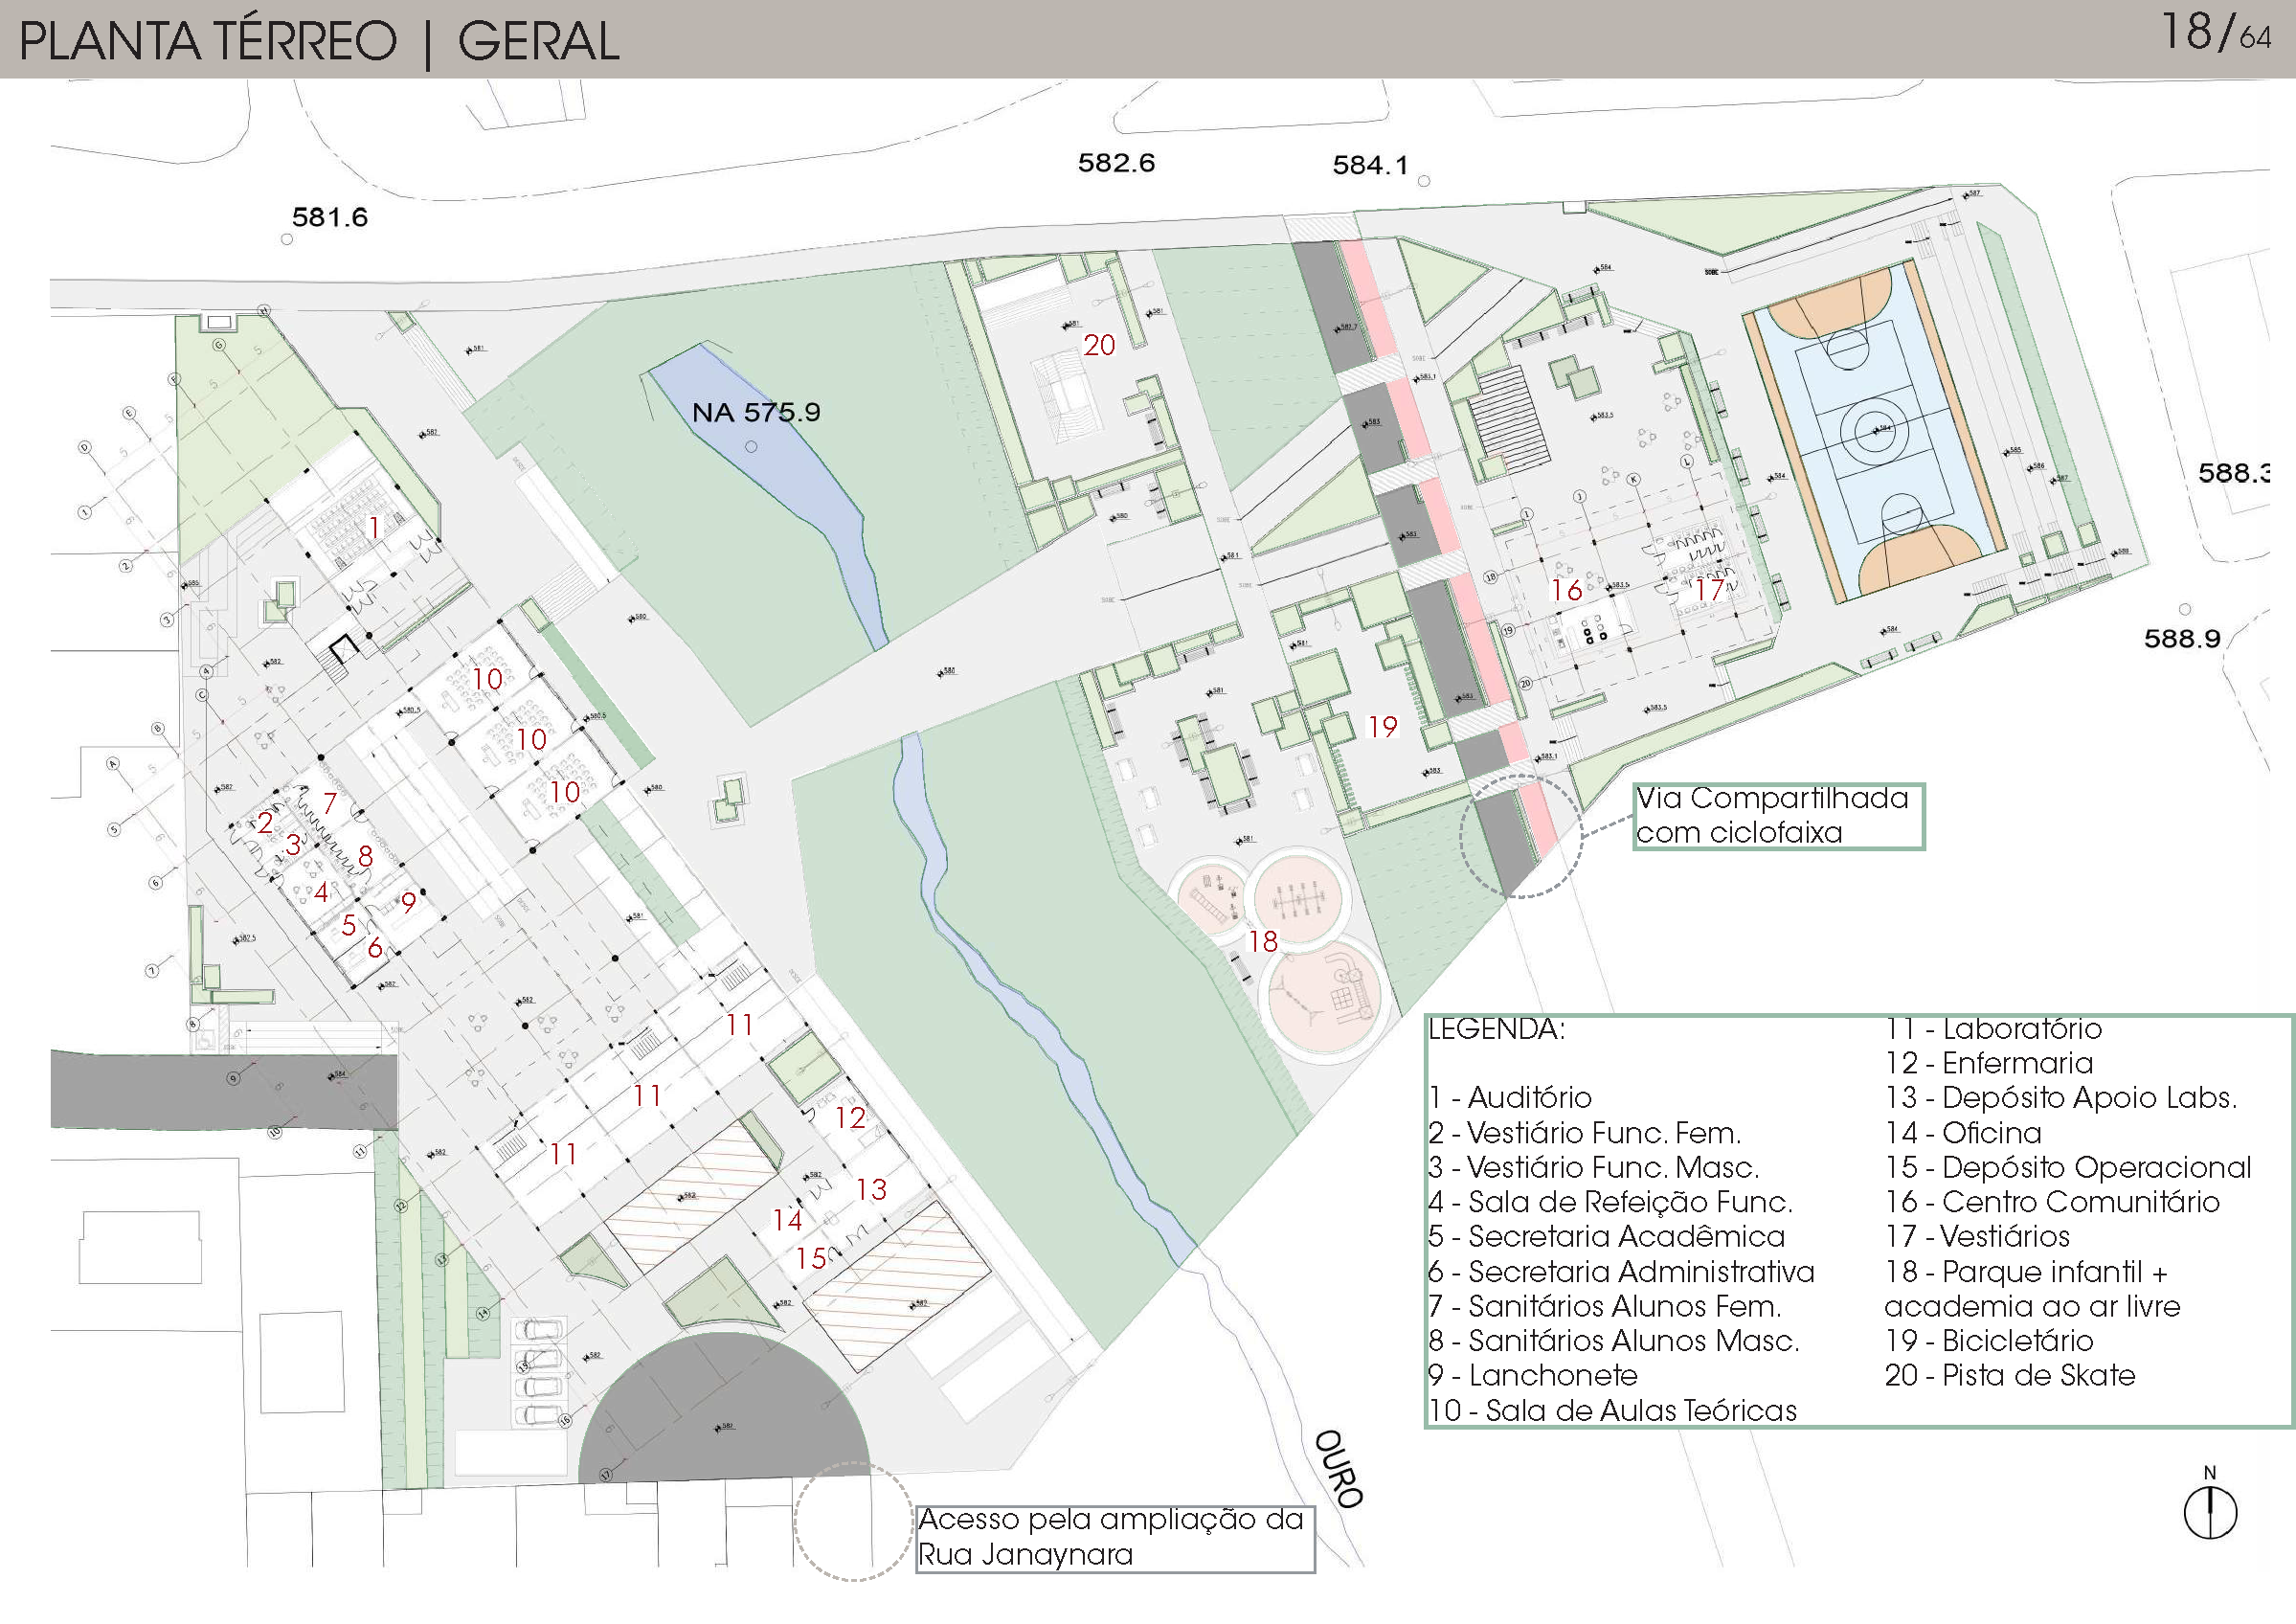 PLANTA TÉRREO | GERAL
18/64
582.6
584.1
581.6
588.3
588.9
NA 575.9
20
1
10
10
10
16
17
19
7
2
3
8
4
9
5
6
18
11
11
11
12
13
14
15
Via Compartilhada
com ciclofaixa
LEGENDA:
1 - Auditório
2 - Vestiário Func. Fem.
3 - Vestiário Func. Masc.
4 - Sala de Refeição Func.
5 - Secretaria Acadêmica
6 - Secretaria Administrativa
7 - Sanitários Alunos Fem.
8 - Sanitários Alunos Masc.
9 - Lanchonete
10 - Sala de Aulas Teóricas
11 - Laboratório
12 - Enfermaria
13 - Depósito Apoio Labs.
14 - Oficina
15 - Depósito Operacional
16 - Centro Comunitário
17 - Vestiários
18 - Parque infantil +
academia ao ar livre
19 - Bicicletário
20 - Pista de Skate
OURO
N
Acesso pela ampliação da
Rua Janaynara